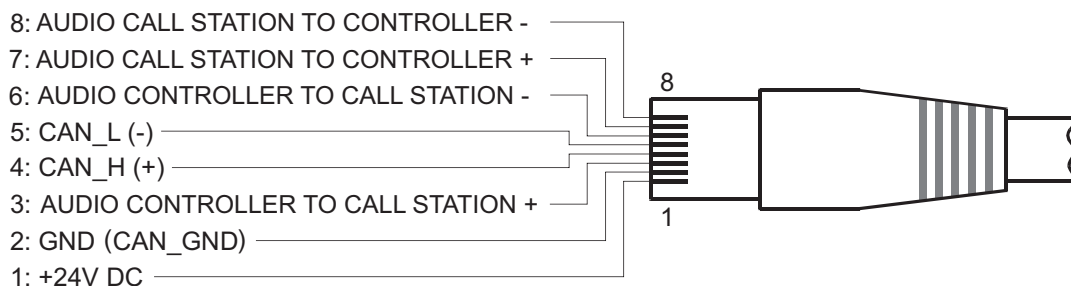 8: AUDIO CALL STATION TO CONTROLLER -
7: AUDIO CALL STATION TO CONTROLLER +
6: AUDIO CONTROLLER TO CALL STATION -
5: CAN_L (-)
4: CAN_H (+)
3: AUDIO CONTROLLER TO CALL STATION +
2: GND (CAN_GND)
1: +24V DC
8
1